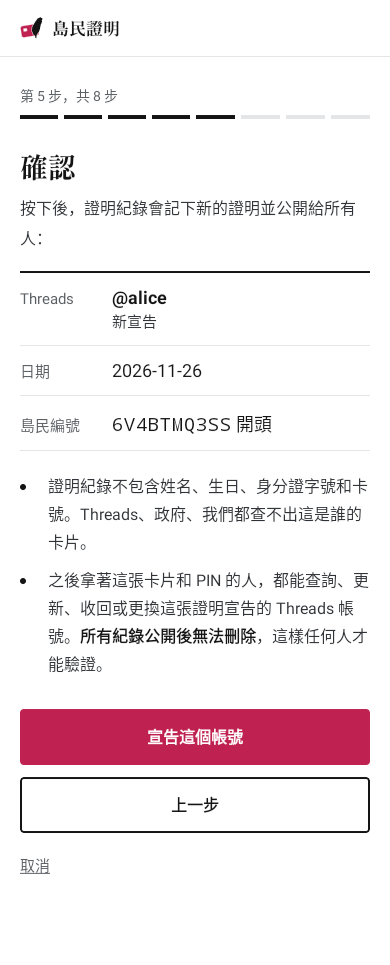 島民證明
第 5 步，共 8 步
確認
按下後，證明紀錄會記下新的證明並公開給所有
人：
Threads
@alice
新宣告
日期
2026-11-26
島民編號
6V4BTMQ3SS 開頭
證明紀錄不包含姓名、生日、身分證字號和卡
號。Threads、政府、我們都查不出這是誰的
卡片。
之後拿著這張卡片和 PIN 的人，都能查詢、更
新、收回或更換這張證明宣告的 Threads 帳
號。所有紀錄公開後無法刪除，這樣任何人才
能驗證。
宣告這個帳號
上一步
取消